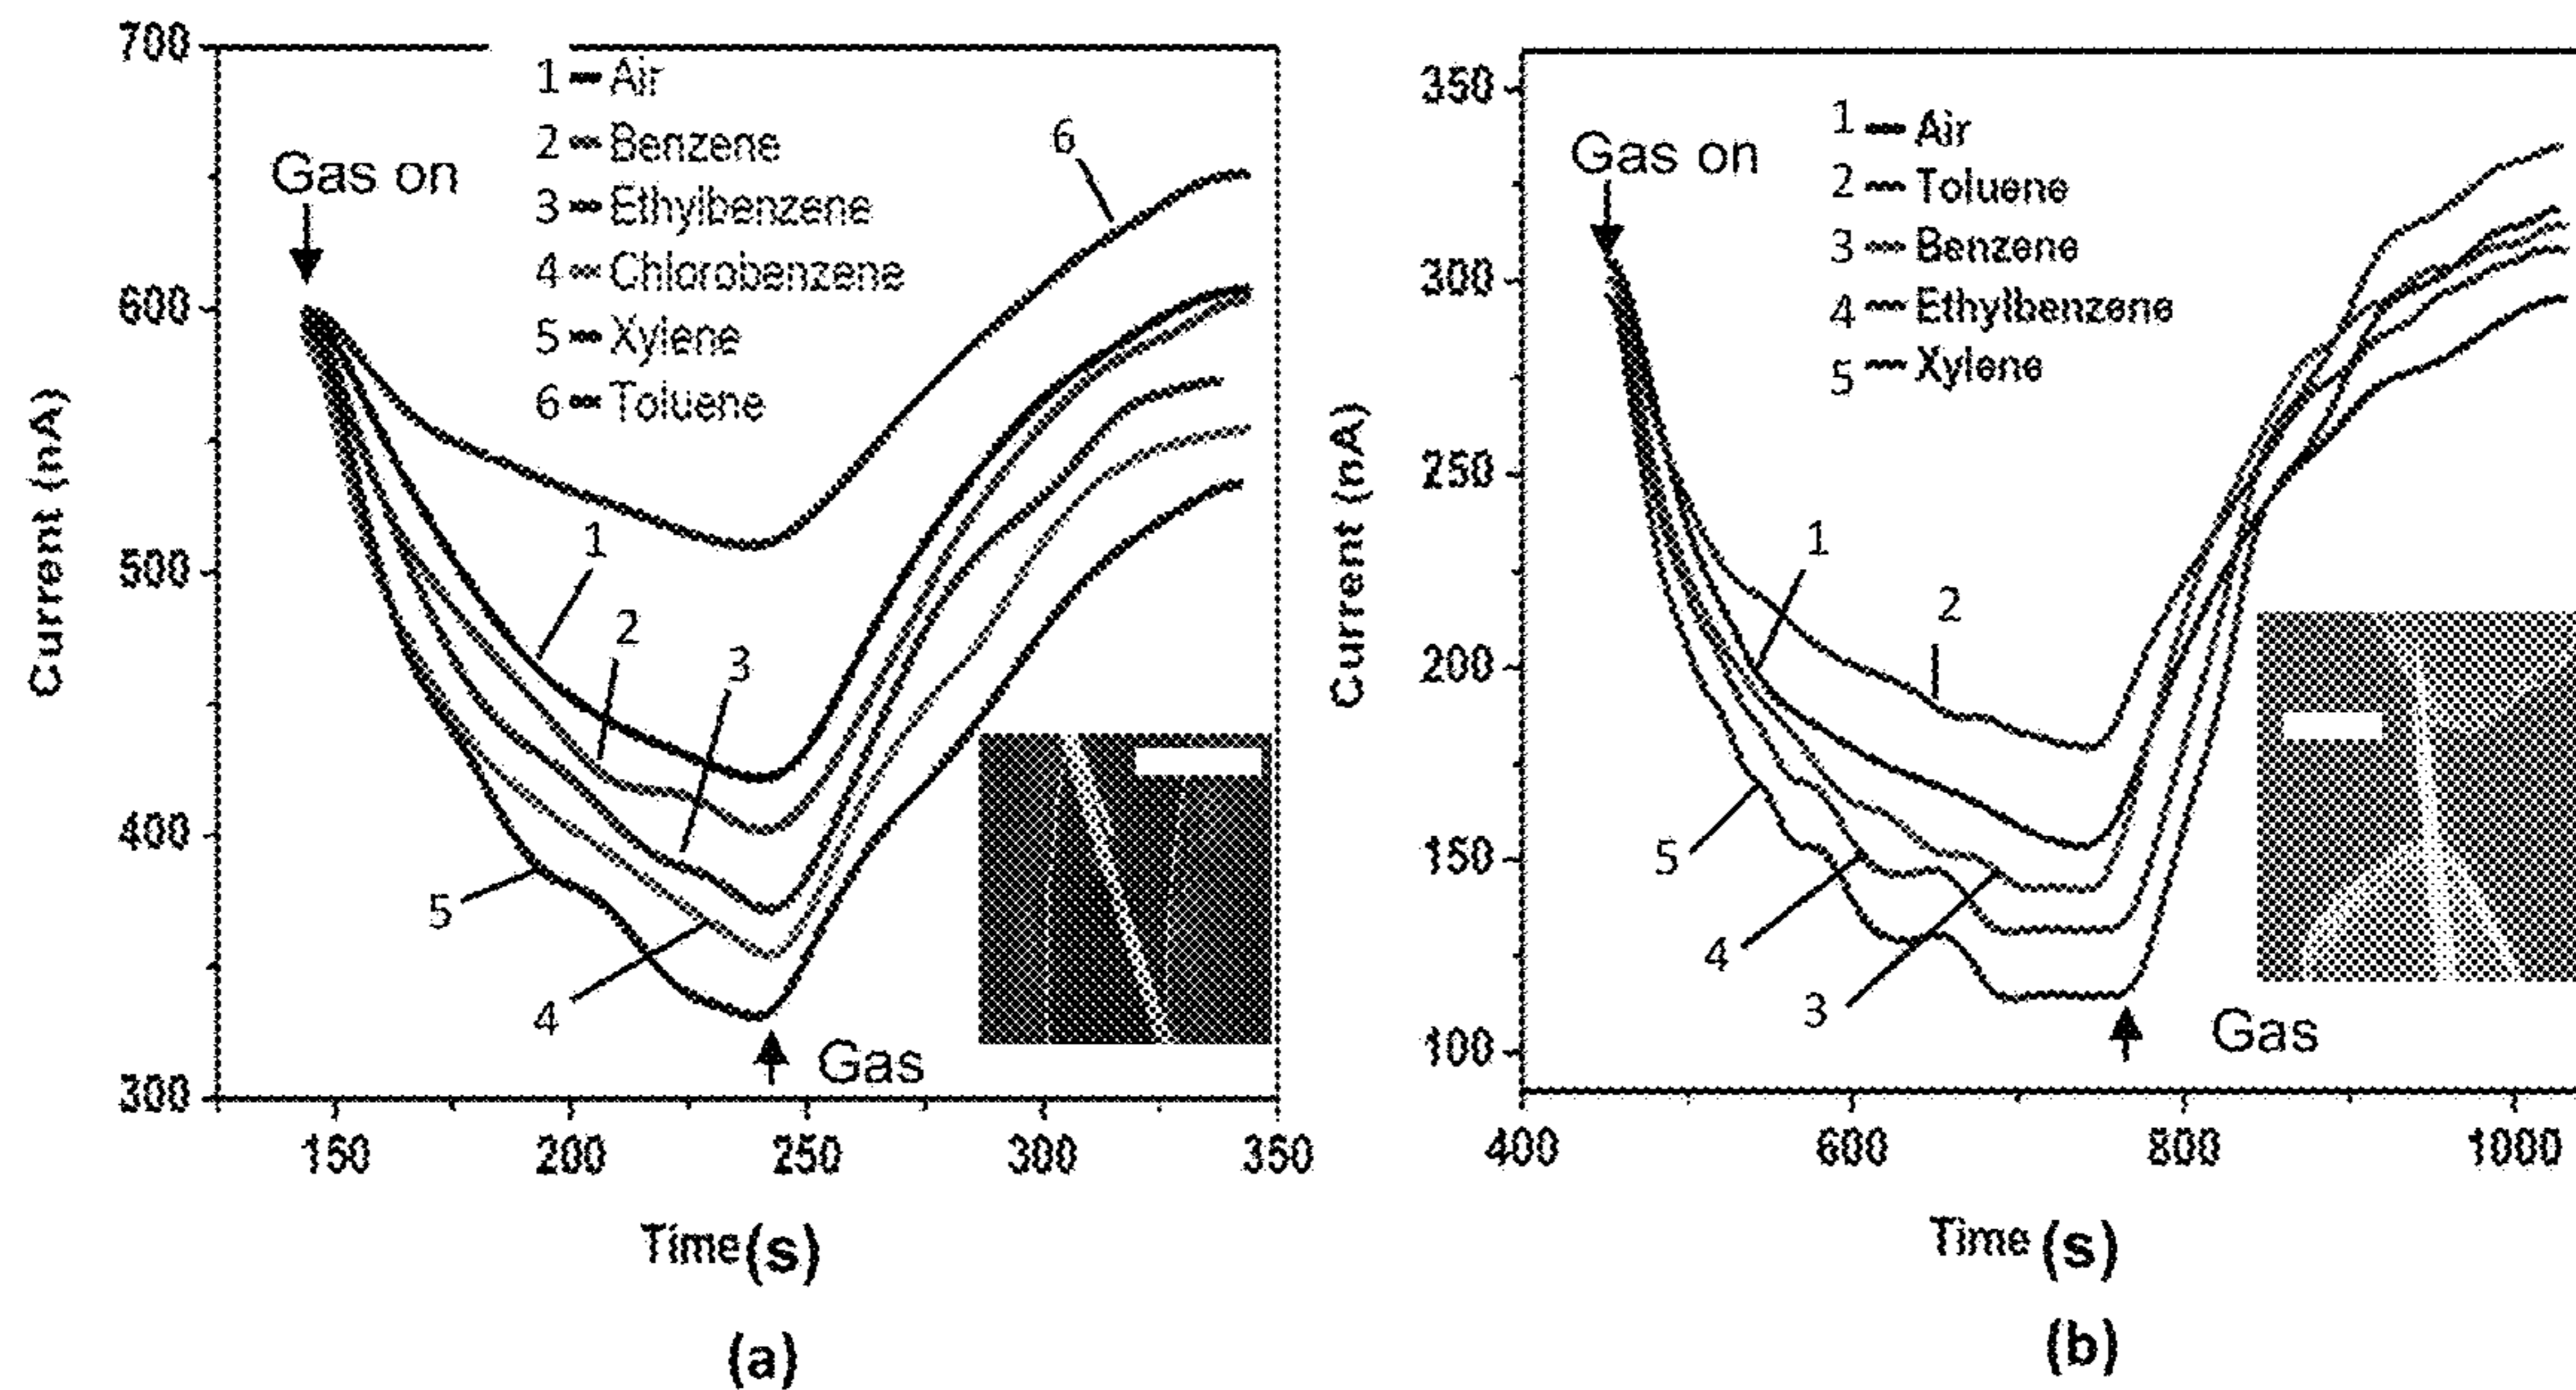 700
600
500
400
300
Current (nA)
Gas on
1 Air
2 Benzene
3 Ethylbenzene
4 Chlorobenzene
5 Xylene
6 Toluene
6
1
2
3
5
4
Gas
150
200
250
300
350
Time (s)
(a)
350
300
250
200
150
100
Current (nA)
Gas on
1 Air
2 Toluene
3 Benzene
4 Ethylbenzene
5 Xylene
1
2
5
4
3
Gas
400
600
800
1000
Time (s)
(b)